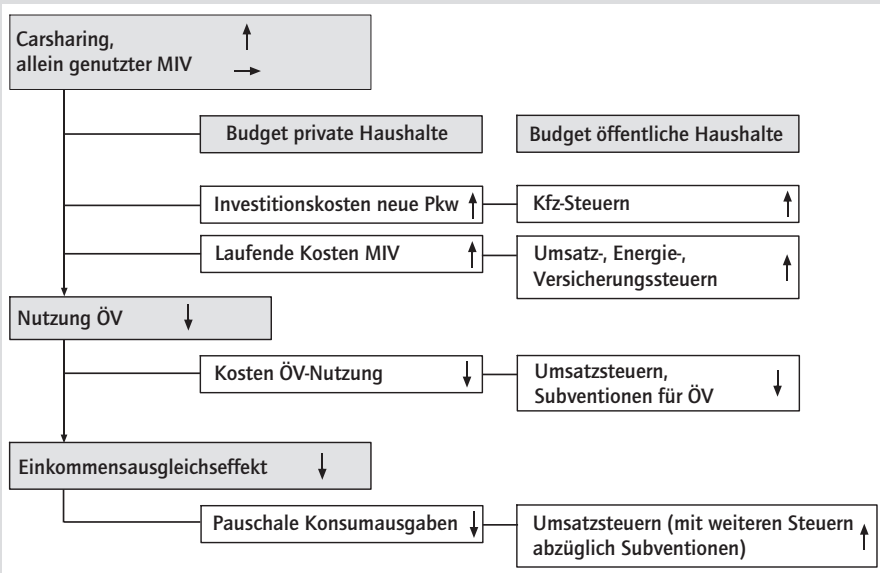 Carsharing,
allein genutzter MIV
Budget private Haushalte
Budget öffentliche Haushalte
Investitionskosten neue Pkw
Kfz-Steuern
Laufende Kosten MIV
Umsatz-, Energie-,
Versicherungssteuern
Nutzung ÖV
Kosten ÖV-Nutzung
Umsatzsteuern,
Subventionen für ÖV
Einkommensausgleichseffekt
Pauschale Konsumausgaben
Umsatzsteuern (mit weiteren Steuern
abzüglich Subventionen)